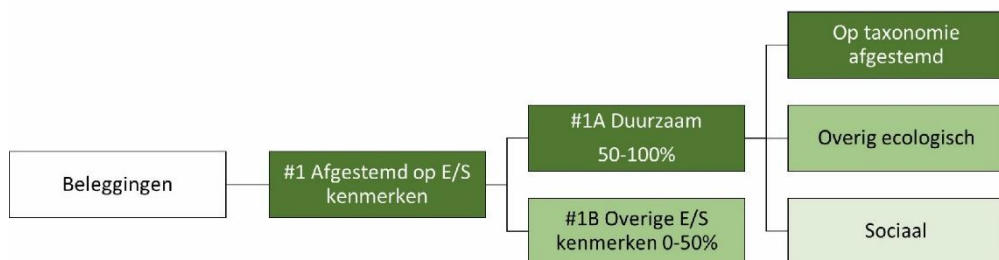 Beleggingen
#1 Afgestemd op E/S
kenmerken
#1A Duurzaam
50-100%
#1B Overige E/S
kenmerken 0-50%
Op taxonomie
afgestemd
Overig ecologisch
Sociaal